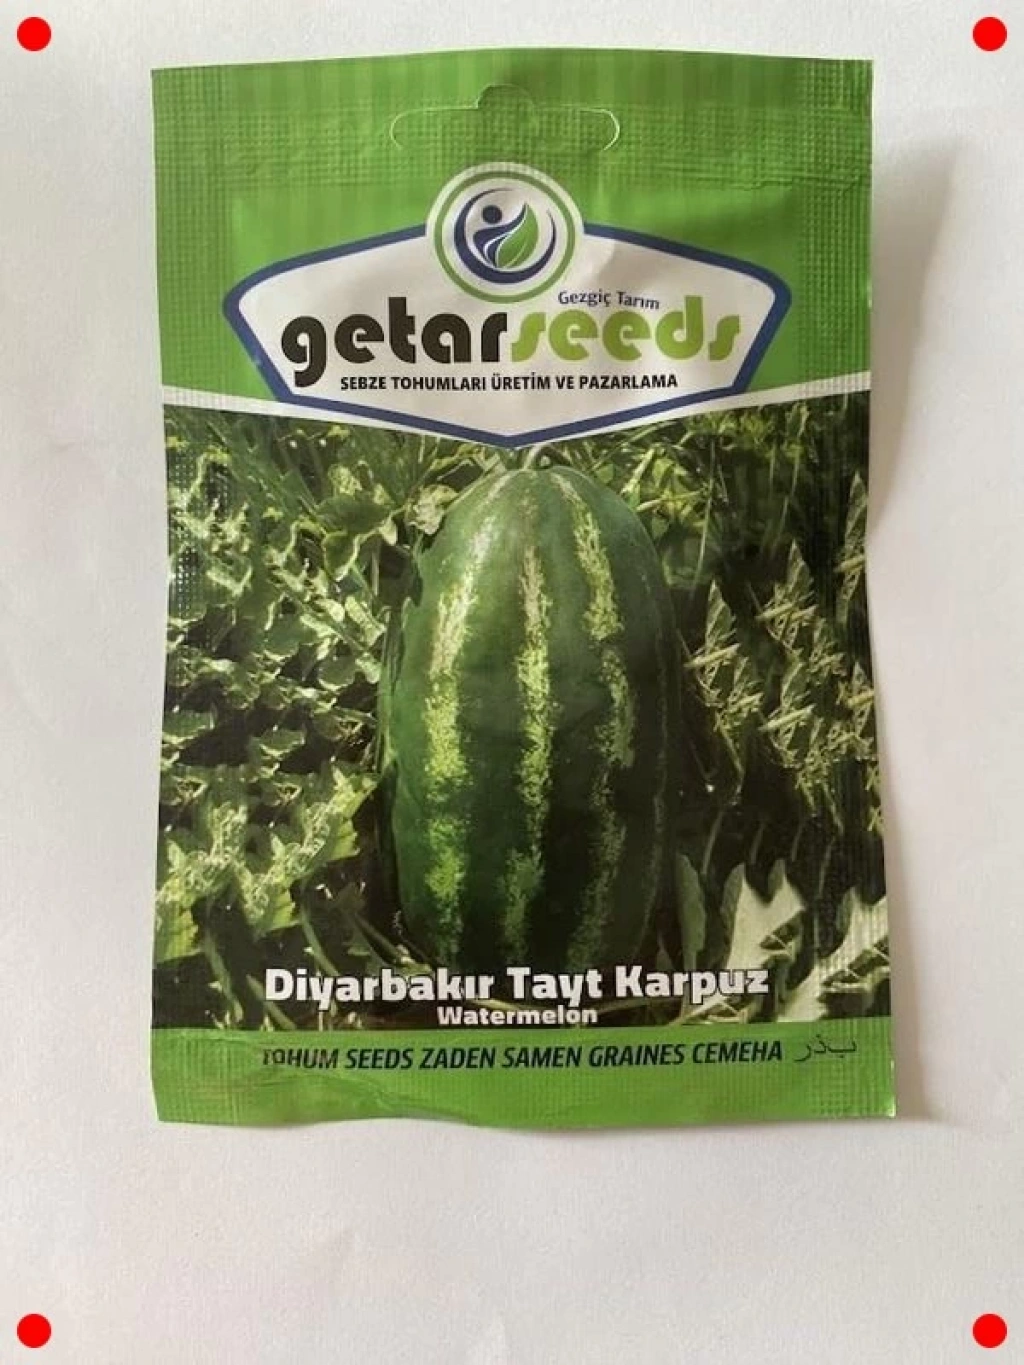 Gezgiç Tarım
getarseeds
SEBZE TOHUMLARI ÜRETİM VE PAZARLAMA
Diyarbakır Tayt Karpuz
Watermelon
TOHUM SEEDS ZADEN SAMEN GRAINES CEMEHA بذر